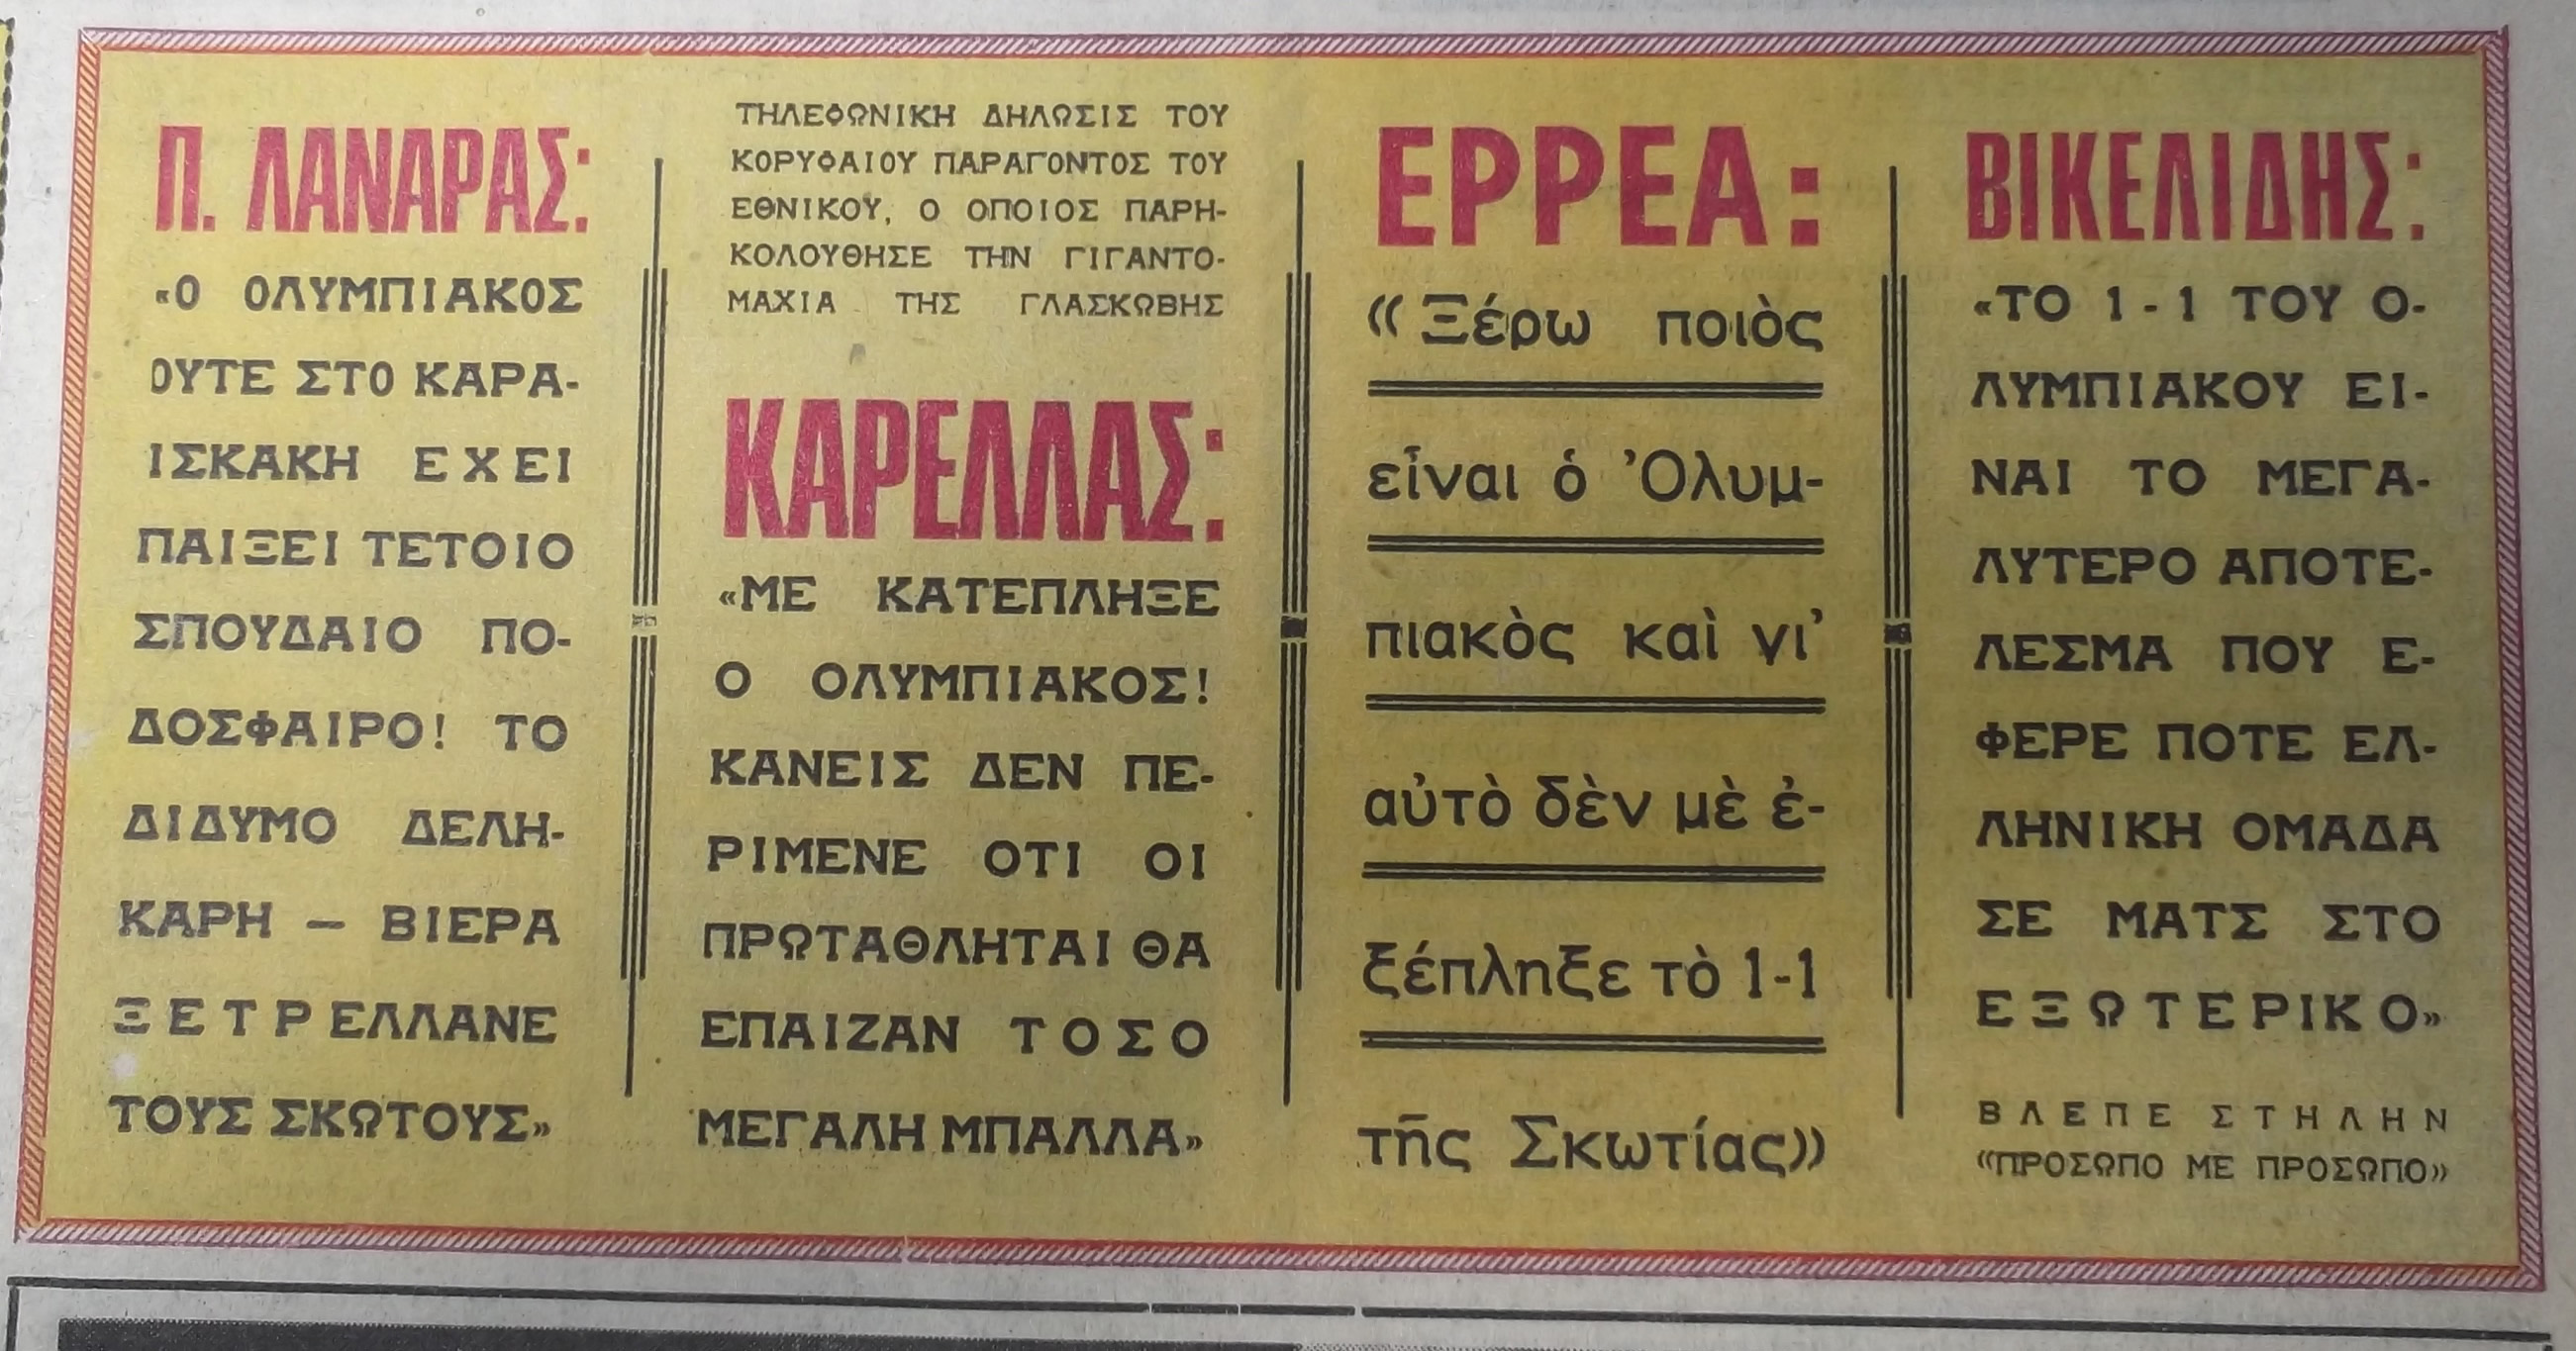 Π. ΛΑΝΑΡΑΣ:
«Ο ΟΛΥΜΠΙΑΚΟΣ
ΟΥΤΕ ΣΤΟ ΚΑΡΑ-
ΙΣΚΑΚΗ ΕΧΕΙ
ΠΑΙΞΕΙ ΤΕΤΟΙΟ
ΣΠΟΥΔΑΙΟ ΠΟ-
ΔΟΣΦΑΙΡΟ! ΤΟ
ΔΙΔΥΜΟ ΔΕΛΗ-
ΚΑΡΗ – ΒΙΕΡΑ
ΞΕΤΡΕΛΛΑΝΕ
ΤΟΥΣ ΣΚΩΤΟΥΣ»
ΤΗΛΕΦΩΝΙΚΗ ΔΗΛΩΣΙΣ ΤΟΥ
ΚΟΡΥΦΑΙΟΥ ΠΑΡΑΓΟΝΤΟΣ ΤΟΥ
ΕΘΝΙΚΟΥ, Ο ΟΠΟΙΟΣ ΠΑΡΗ-
ΚΟΛΟΥΘΗΣΕ ΤΗΝ ΓΙΓΑΝΤΟ-
ΜΑΧΙΑ ΤΗΣ ΓΛΑΣΚΩΒΗΣ
ΚΑΡΕΛΛΑΣ:
«ΜΕ ΚΑΤΕΠΛΗΞΕ
Ο ΟΛΥΜΠΙΑΚΟΣ!
ΚΑΝΕΙΣ ΔΕΝ ΠΕ-
ΡΙΜΕΝΕ ΟΤΙ ΟΙ
ΠΡΩΤΑΘΛΗΤΑΙ ΘΑ
ΕΠΑΙΖΑΝ ΤΟΣΟ
ΜΕΓΑΛΗ ΜΠΑΛΛΑ»
ΕΡΡΕΑ:
«Ξέρω ποιὸς
εἶναι ὁ Ὀλυμ-
πιακὸς καὶ γι'
αὐτὸ δὲν μὲ ἐ-
ξέπληξε τὸ 1-1
τῆς Σκωτίας»
ΒΙΚΕΛΙΔΗΣ:
«ΤΟ 1-1 ΤΟΥ Ο-
ΛΥΜΠΙΑΚΟΥ ΕΙ-
ΝΑΙ ΤΟ ΜΕΓΑ-
ΛΥΤΕΡΟ ΑΠΟΤΕ-
ΛΕΣΜΑ ΠΟΥ Ε-
ΦΕΡΕ ΠΟΤΕ ΕΛ-
ΛΗΝΙΚΗ ΟΜΑΔΑ
ΣΕ ΜΑΤΣ ΣΤΟ
ΕΞΩΤΕΡΙΚΟ»
ΒΛΕΠΕ ΣΤΗΛΗΝ
«ΠΡΟΣΩΠΟ ΜΕ ΠΡΟΣΩΠΟ»